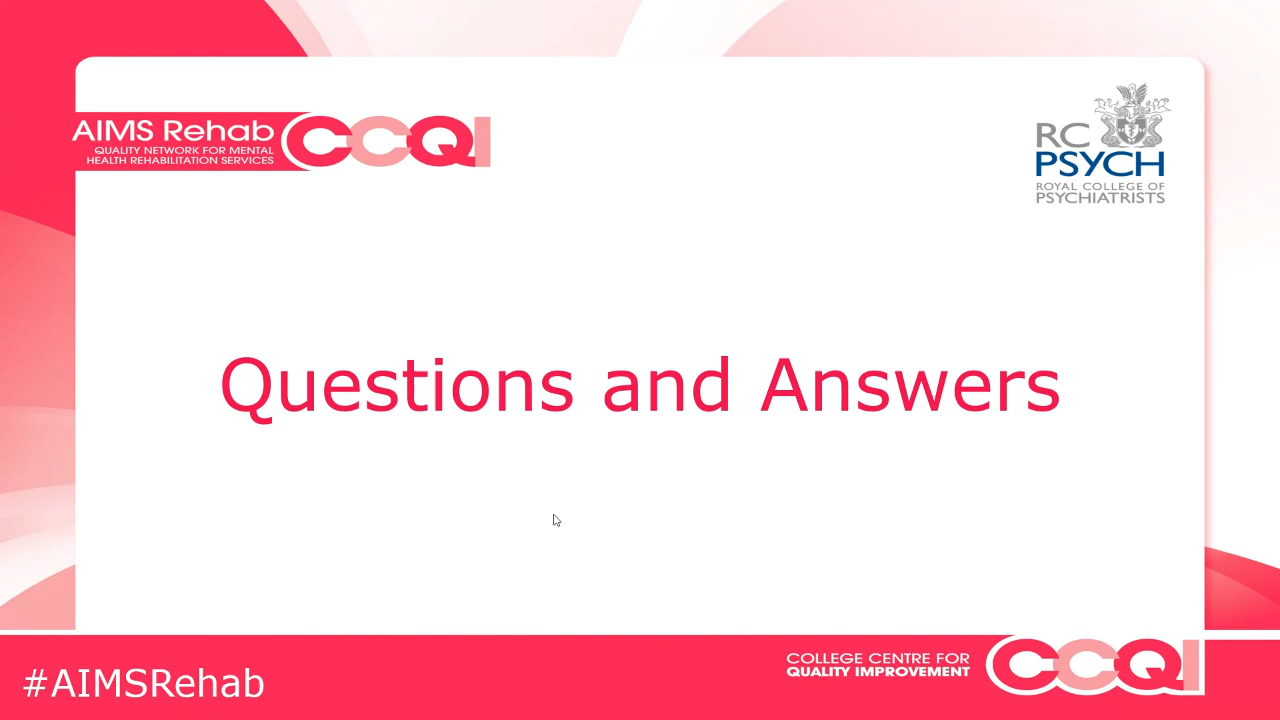 AIMS Rehab
QUALITY NETWORK FOR MENTAL
HEALTH REHABILITATION SERVICES
CCQI
RC
PSYCH
ROYAL COLLEGE OF
PSYCHIATRISTS
Questions and Answers
#AIMSRehab
COLLEGE CENTRE FOR
QUALITY IMPROVEMENT
CCQI